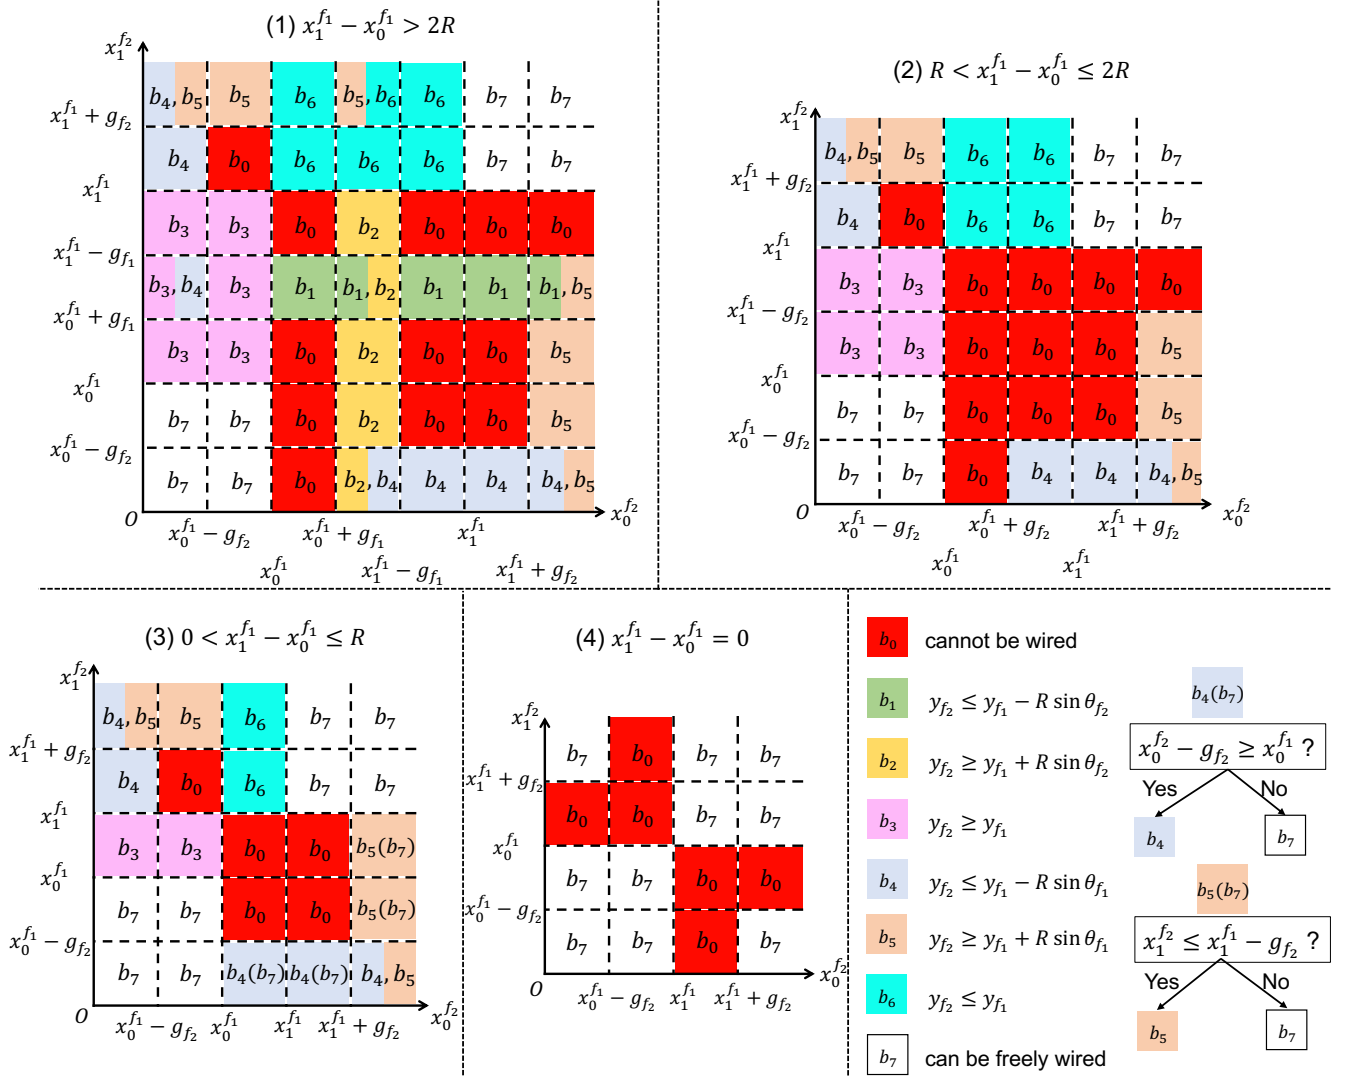 (1) x_1^{f_1} − x_0^{f_1} > 2R
x_1^{f_2}
b_4, b_5 b_5 b_6 b_5, b_6 b_6 b_7 b_7
x_1^{f_1} + g_{f_2}
b_4 b_0 b_6 b_6 b_6 b_7 b_7
x_1^{f_1}
b_3 b_3 b_0 b_2 b_0 b_0 b_0
x_1^{f_1} − g_{f_1}
b_3, b_4 b_3 b_1 b_1, b_2 b_1 b_1 b_1, b_5
x_0^{f_1} + g_{f_1}
b_3 b_3 b_0 b_2 b_0 b_0 b_5
x_0^{f_1}
b_7 b_7 b_0 b_2 b_0 b_0 b_5
x_0^{f_1} − g_{f_2}
b_7 b_7 b_0 b_2, b_4 b_4 b_4 b_4, b_5
O x_0^{f_2}
x_0^{f_1} − g_{f_2} x_0^{f_1} + g_{f_1} x_1^{f_1}
x_0^{f_1} x_1^{f_1} − g_{f_1} x_1^{f_1} + g_{f_2}
(2) R < x_1^{f_1} − x_0^{f_1} ≤ 2R
x_1^{f_2}
b_4, b_5 b_5 b_6 b_6 b_7 b_7
x_1^{f_1} + g_{f_2}
b_4 b_0 b_6 b_6 b_7 b_7
x_1^{f_1}
b_3 b_3 b_0 b_0 b_0 b_0
x_1^{f_1} − g_{f_2}
b_3 b_3 b_0 b_0 b_0 b_5
x_0^{f_1}
b_7 b_7 b_0 b_0 b_0 b_5
x_0^{f_1} − g_{f_2}
b_7 b_7 b_0 b_4 b_4 b_4, b_5
O x_0^{f_2}
x_0^{f_1} − g_{f_2} x_0^{f_1} + g_{f_2} x_1^{f_1} + g_{f_2}
x_0^{f_1} x_1^{f_1}
(3) 0 < x_1^{f_1} − x_0^{f_1} ≤ R
x_1^{f_2}
b_4, b_5 b_5 b_6 b_7 b_7
x_1^{f_1} + g_{f_2}
b_4 b_0 b_6 b_7 b_7
x_1^{f_1}
b_3 b_3 b_0 b_0 b_5(b_7)
x_0^{f_1}
b_7 b_7 b_0 b_0 b_5(b_7)
x_0^{f_1} − g_{f_2}
b_7 b_7 b_4(b_7) b_4(b_7) b_4, b_5
O x_0^{f_2}
x_0^{f_1} − g_{f_2} x_0^{f_1} x_1^{f_1} x_1^{f_1} + g_{f_2}
(4) x_1^{f_1} − x_0^{f_1} = 0
x_1^{f_2}
b_7 b_0 b_7 b_7
x_1^{f_1} + g_{f_2}
b_0 b_0 b_7 b_7
x_0^{f_1}
b_7 b_7 b_0 b_0
x_0^{f_1} − g_{f_2}
b_7 b_7 b_0 b_7
O x_0^{f_2}
x_0^{f_1} − g_{f_2} x_1^{f_1} x_1^{f_1} + g_{f_2}
b_0 cannot be wired
b_1 y_{f_2} ≤ y_{f_1} − R sin θ_{f_2}
b_2 y_{f_2} ≥ y_{f_1} + R sin θ_{f_2}
b_3 y_{f_2} ≥ y_{f_1}
b_4 y_{f_2} ≤ y_{f_1} − R sin θ_{f_1}
b_5 y_{f_2} ≥ y_{f_1} + R sin θ_{f_1}
b_6 y_{f_2} ≤ y_{f_1}
b_7 can be freely wired
b_4(b_7)
x_0^{f_2} − g_{f_2} ≥ x_0^{f_1} ?
Yes No
b_4 b_7
b_5(b_7)
x_1^{f_2} ≤ x_1^{f_1} − g_{f_2} ?
Yes No
b_5 b_7